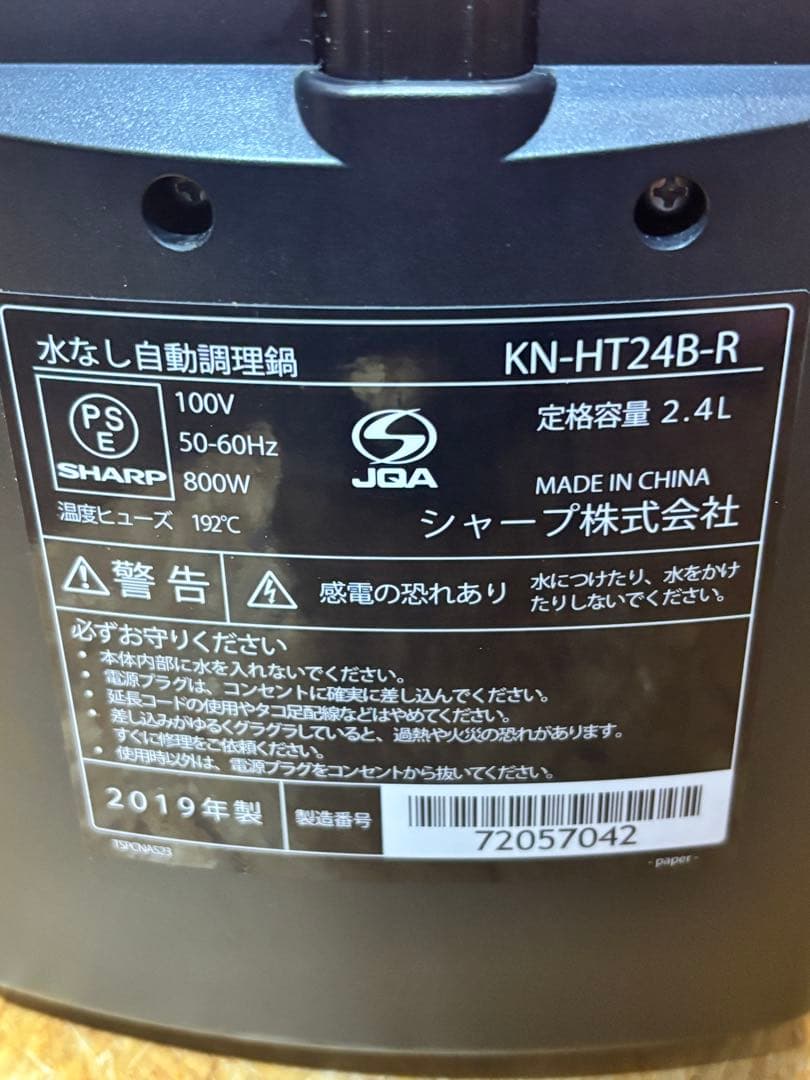 水なし自動調理鍋 KN-HT24B-R
PSE
SHARP
100V
50-60Hz
800W
JQA
定格容量 2.4L
MADE IN CHINA
温度ヒューズ 192℃
シャープ株式会社
警告
感電の恐れあり
水につけたり、水をかけ
たりしないでください。
必ずお守りください
・本体内部に水を入れないでください。
・電源プラグは、コンセントに確実に差し込んでください。
・延長コードの使用やタコ足配線などはやめてください。
・差し込みがゆるくグラグラしていると、過熱や火災の恐れがあります。
すぐに修理をご依頼ください。
・使用時以外は、電源プラグをコンセントから抜いてください。
2019年製 製造番号
72057042
TSPCNA523
- paper -